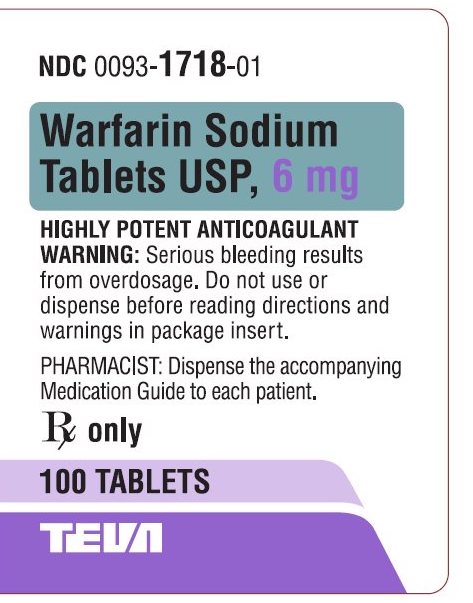 NDC 0093-1718-01
Warfarin Sodium
Tablets USP, 6 mg
HIGHLY POTENT ANTICOAGULANT
WARNING: Serious bleeding results
from overdosage. Do not use or
dispense before reading directions and
warnings in package insert.
PHARMACIST: Dispense the accompanying
Medication Guide to each patient.
Rx only
100 TABLETS
TEVA